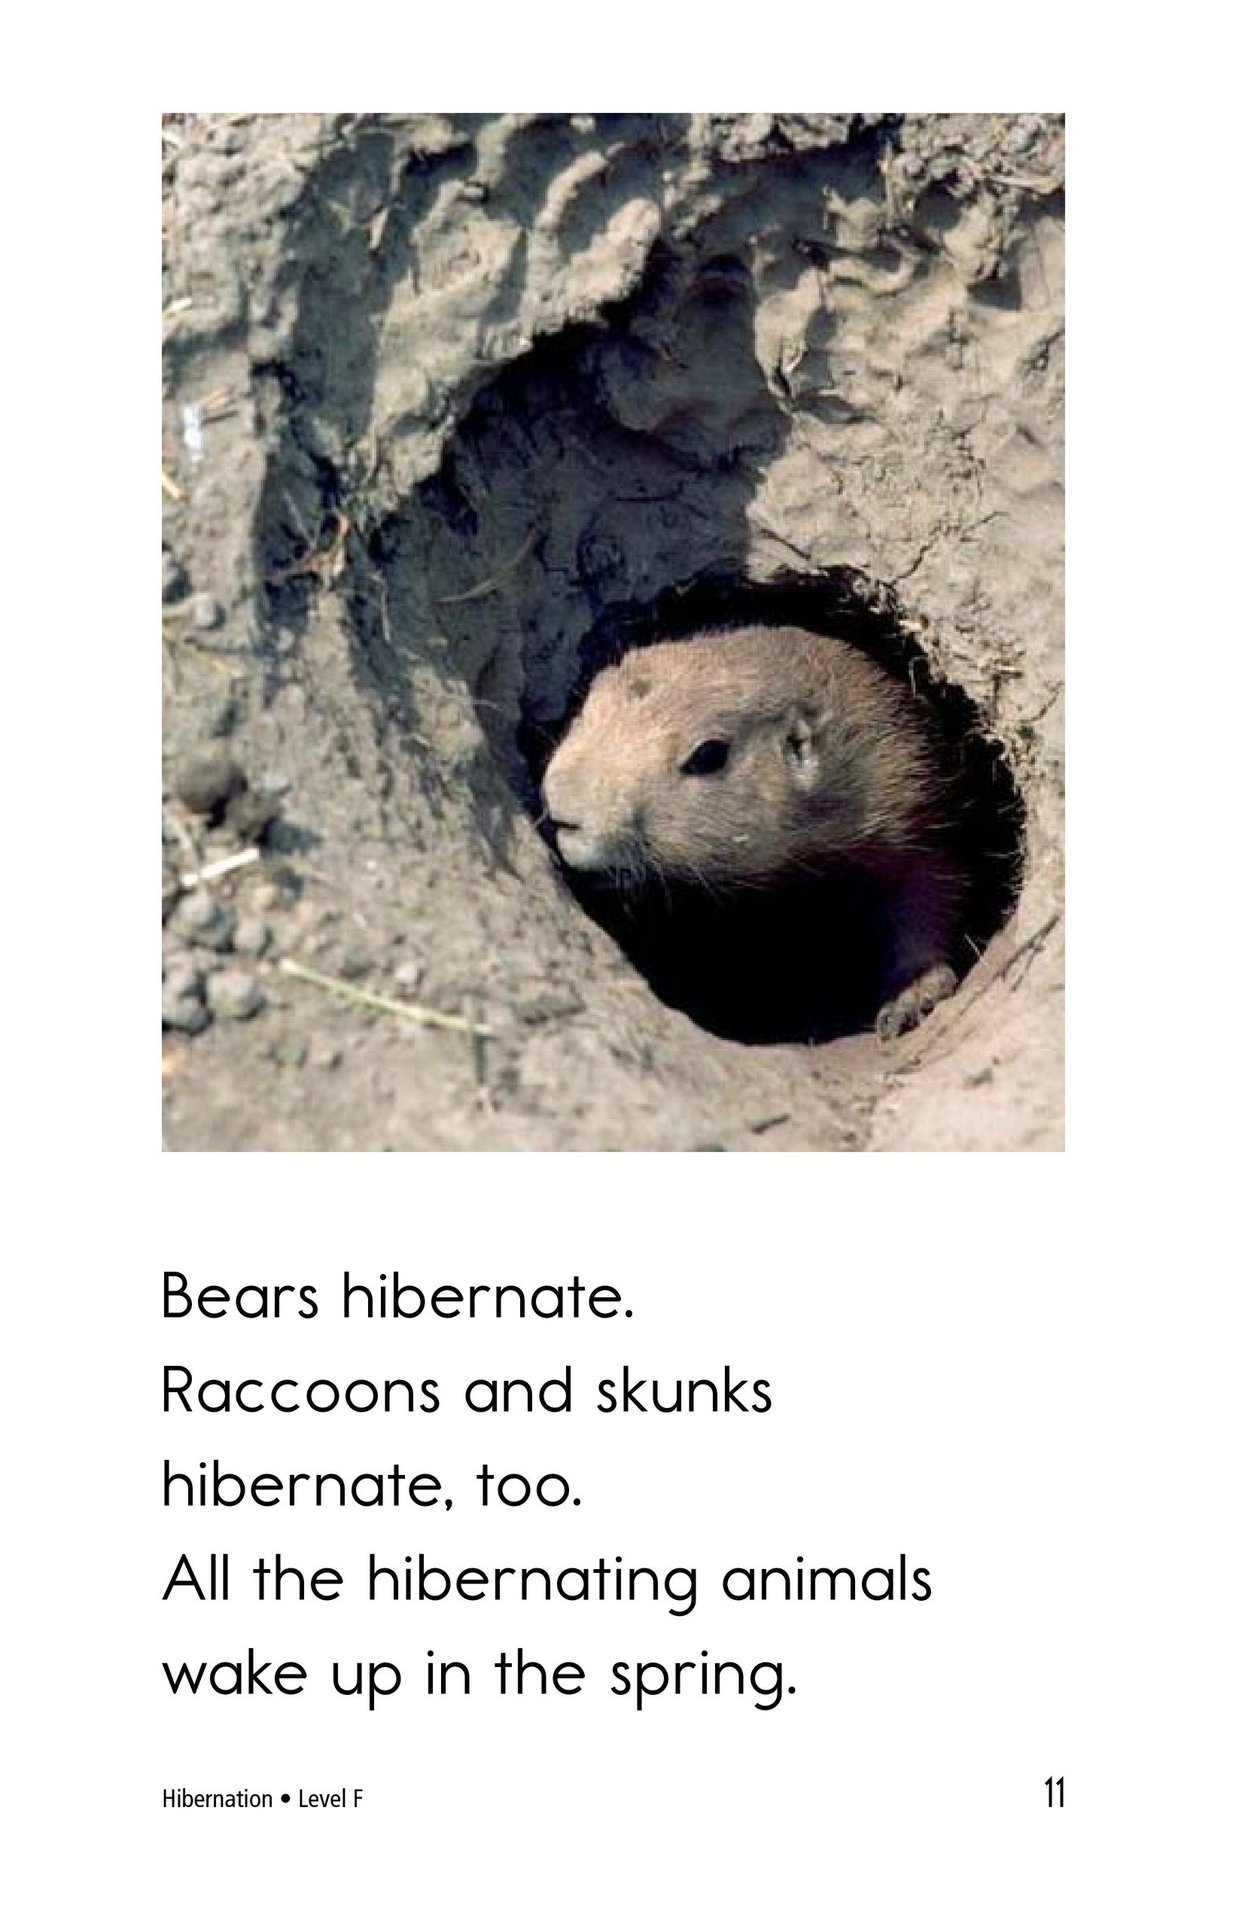 Bears hibernate.
Raccoons and skunks
hibernate, too.
All the hibernating animals
wake up in the spring.
Hibernation • Level F
11